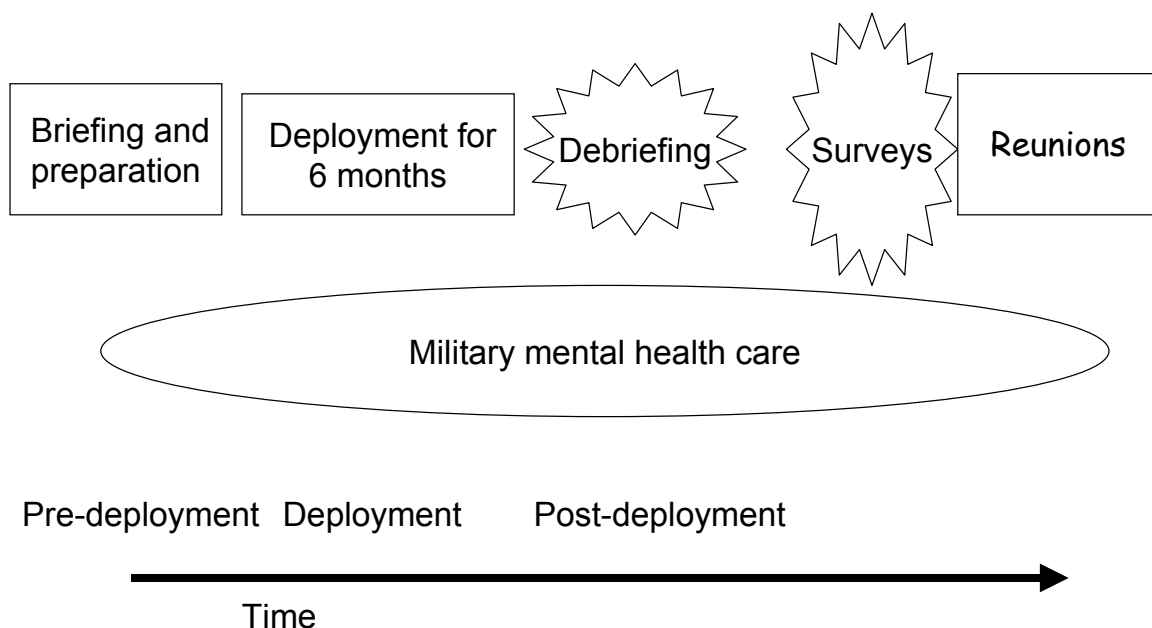 Briefing and
preparation
Deployment for
6 months
Debriefing
Surveys
Reunions
Military mental health care
Pre-deployment
Deployment
Post-deployment
Time